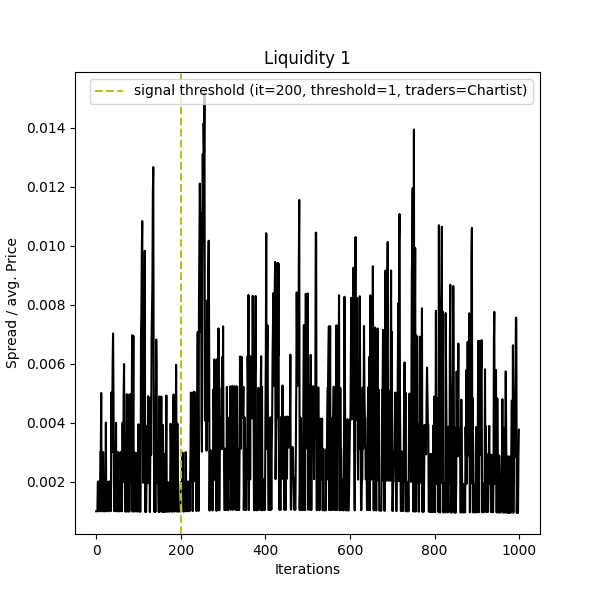 Liquidity 1
signal threshold (it=200, threshold=1, traders=Chartist)
Spread / avg. Price
0.014
0.012
0.010
0.008
0.006
0.004
0.002
0 200 400 600 800 1000
Iterations